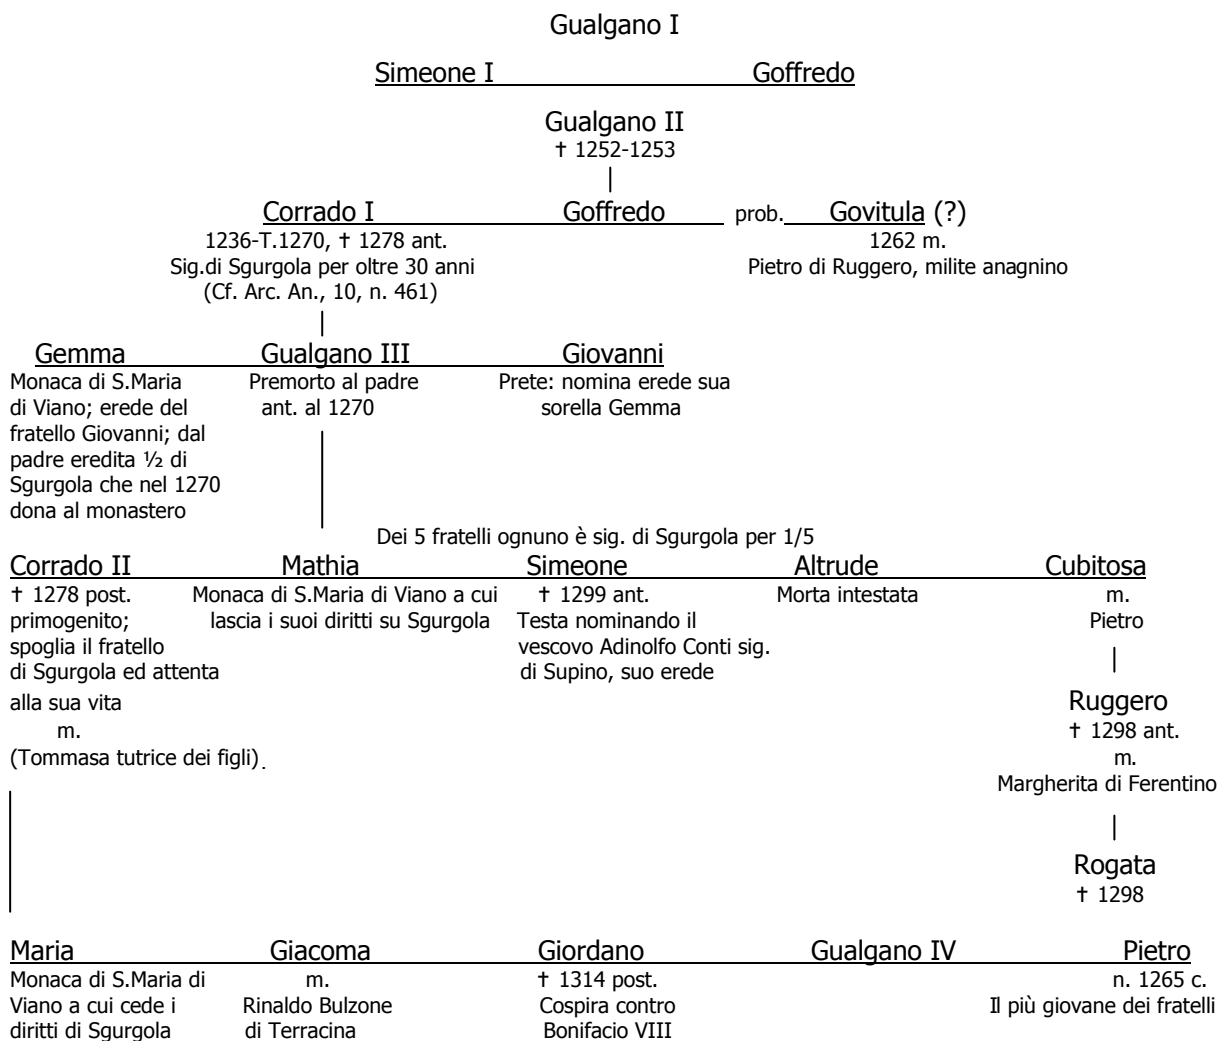 Gualgano I
Simeone I Goffredo
Gualgano II
† 1252-1253
Corrado I Goffredo prob. Govitula (?)
1236-T.1270, † 1278 ant. 1262 m.
Sig.di Sgurgola per oltre 30 anni Pietro di Ruggero, milite anagnino
(Cf. Arc. An., 10, n. 461)
Gemma Gualgano III Giovanni
Monaca di S.Maria Premorto al padre Prete: nomina erede sua
di Viano; erede del ant. al 1270 sorella Gemma
fratello Giovanni; dal
padre eredita ½ di
Sgurgola che nel 1270
dona al monastero
Dei 5 fratelli ognuno è sig. di Sgurgola per 1/5
Corrado II Mathia Simeone Altrude Cubitosa
† 1278 post. Monaca di S.Maria di Viano a cui † 1299 ant. Morta intestata m.
primogenito; lascia i suoi diritti su Sgurgola Testa nominando il Pietro
spoglia il fratello vescovo Adinolfo Conti sig.
di Sgurgola ed attenta di Supino, suo erede
alla sua vita Ruggero
m. † 1298 ant.
(Tommasa tutrice dei figli). m.
Margherita di Ferentino
Rogata
† 1298
Maria Giacoma Giordano Gualgano IV Pietro
Monaca di S.Maria di m. † 1314 post. n. 1265 c.
Viano a cui cede i Rinaldo Bulzone Cospira contro Il più giovane dei fratelli
diritti di Sgurgola di Terracina Bonifacio VIII